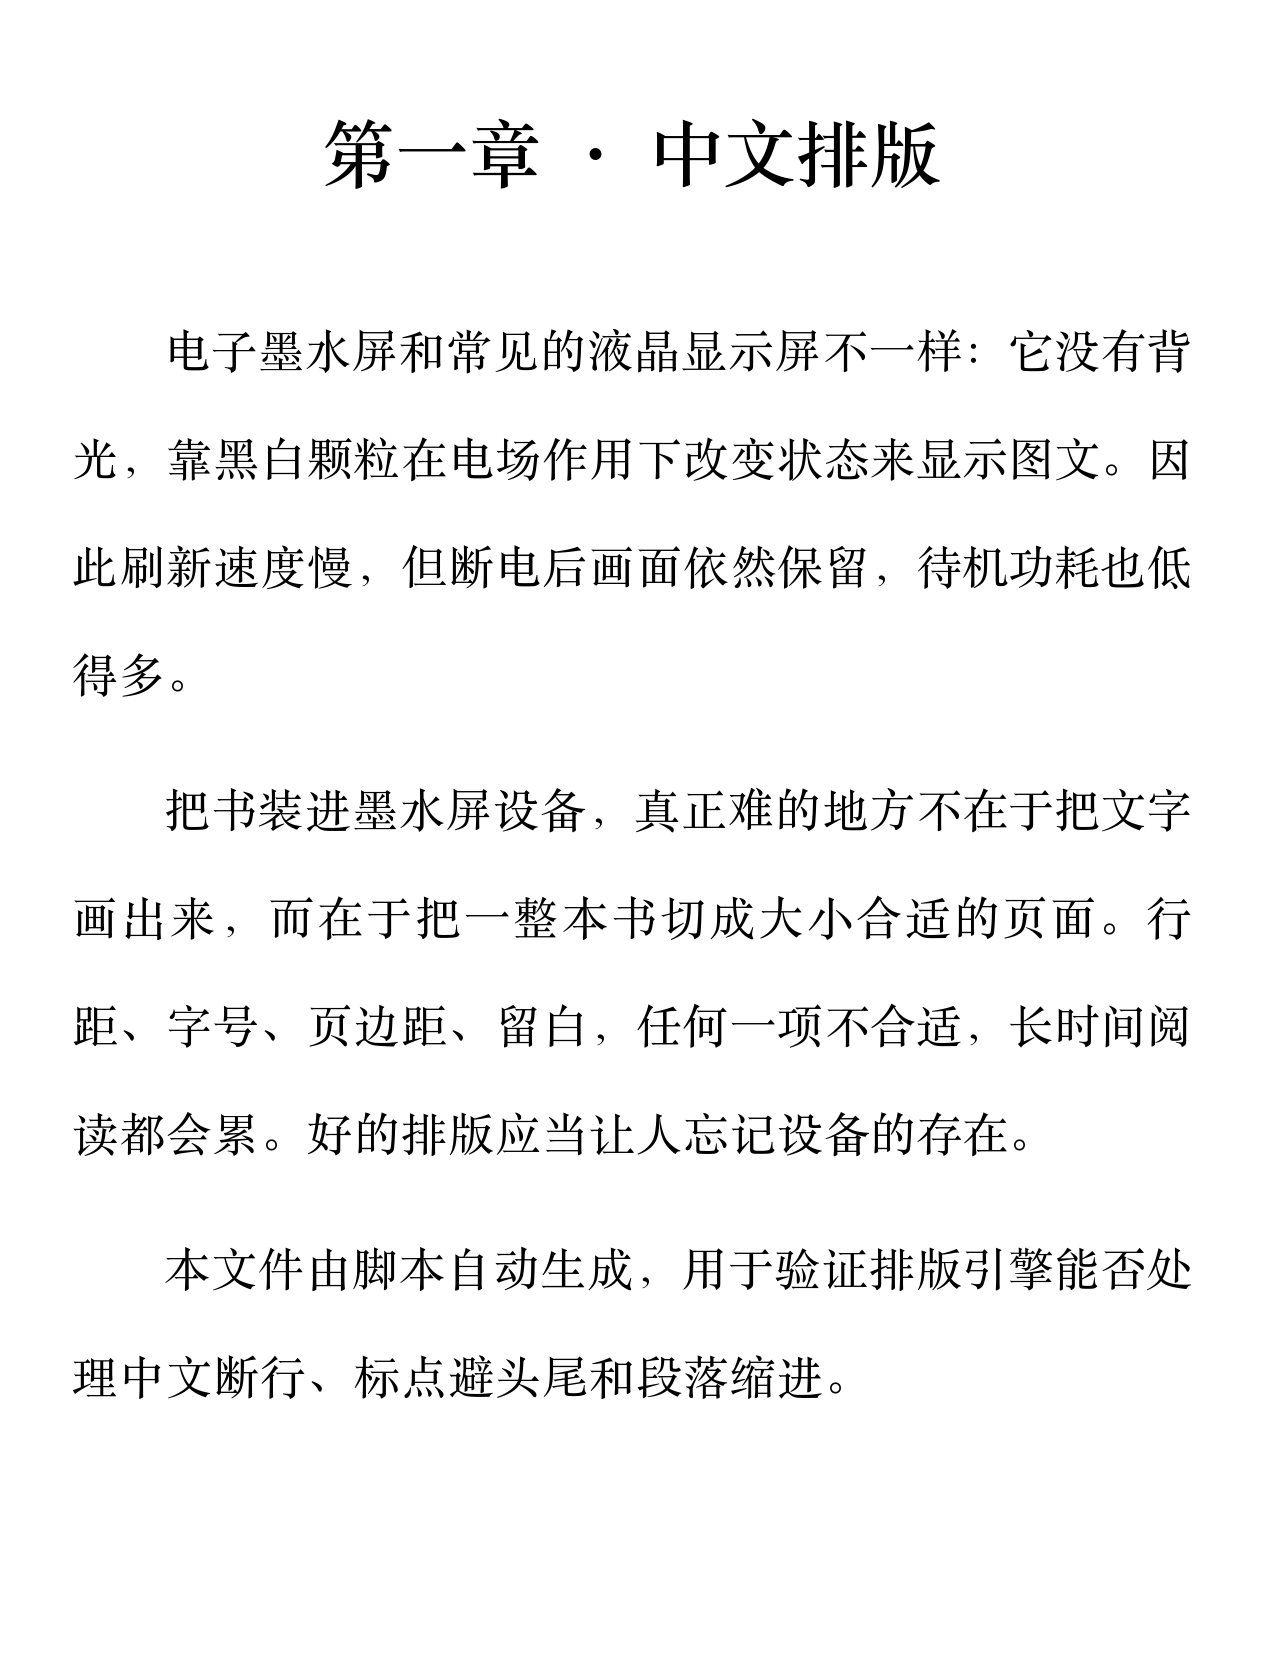 第一章 · 中文排版
电子墨水屏和常见的液晶显示屏不一样：它没有背
光，靠黑白颗粒在电场作用下改变状态来显示图文。因
此刷新速度慢，但断电后画面依然保留，待机功耗也低
得多。
把书装进墨水屏设备，真正难的地方不在于把文字
画出来，而在于把一整本书切成大小合适的页面。行
距、字号、页边距、留白，任何一项不合适，长时间阅
读都会累。好的排版应当让人忘记设备的存在。
本文件由脚本自动生成，用于验证排版引擎能否处
理中文断行、标点避头尾和段落缩进。